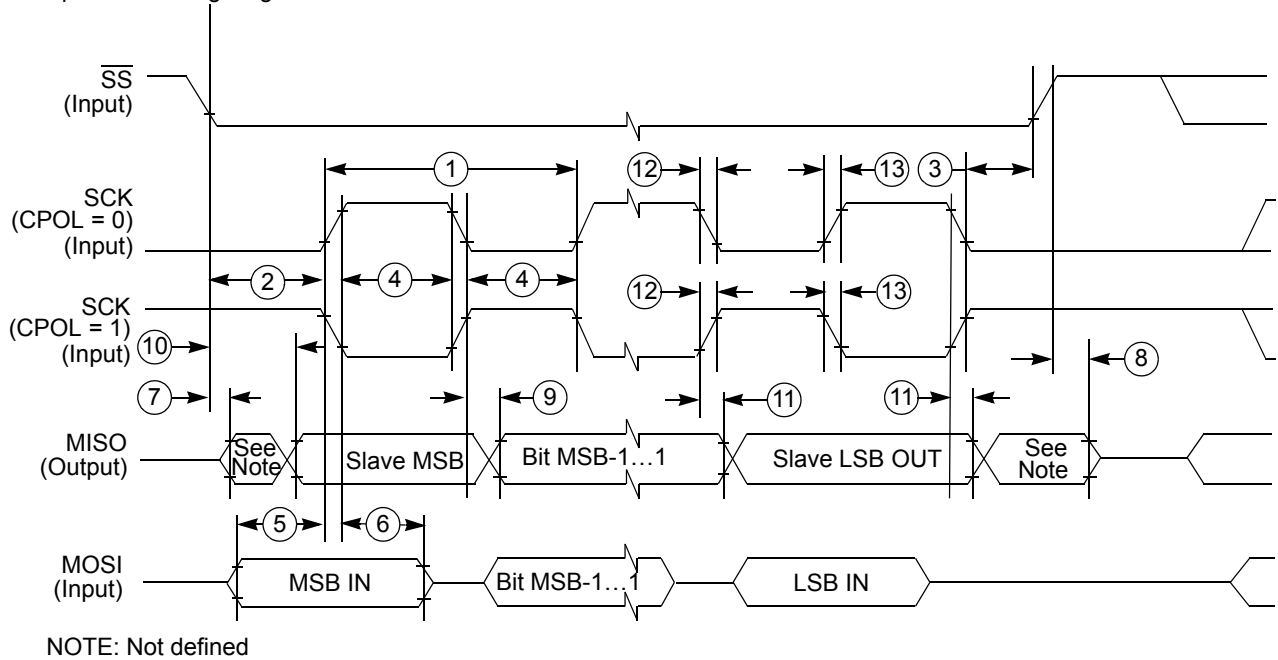 SS
(Input)
1
12
13
3
SCK
(CPOL = 0)
(Input)
2
4
4
12
13
SCK
(CPOL = 1)
(Input)
10
8
7
9
11
11
MISO
(Output)
See
Note
Slave MSB
Bit MSB-1…1
Slave LSB OUT
See
Note
5
6
MOSI
(Input)
MSB IN
Bit MSB-1…1
LSB IN
NOTE: Not defined